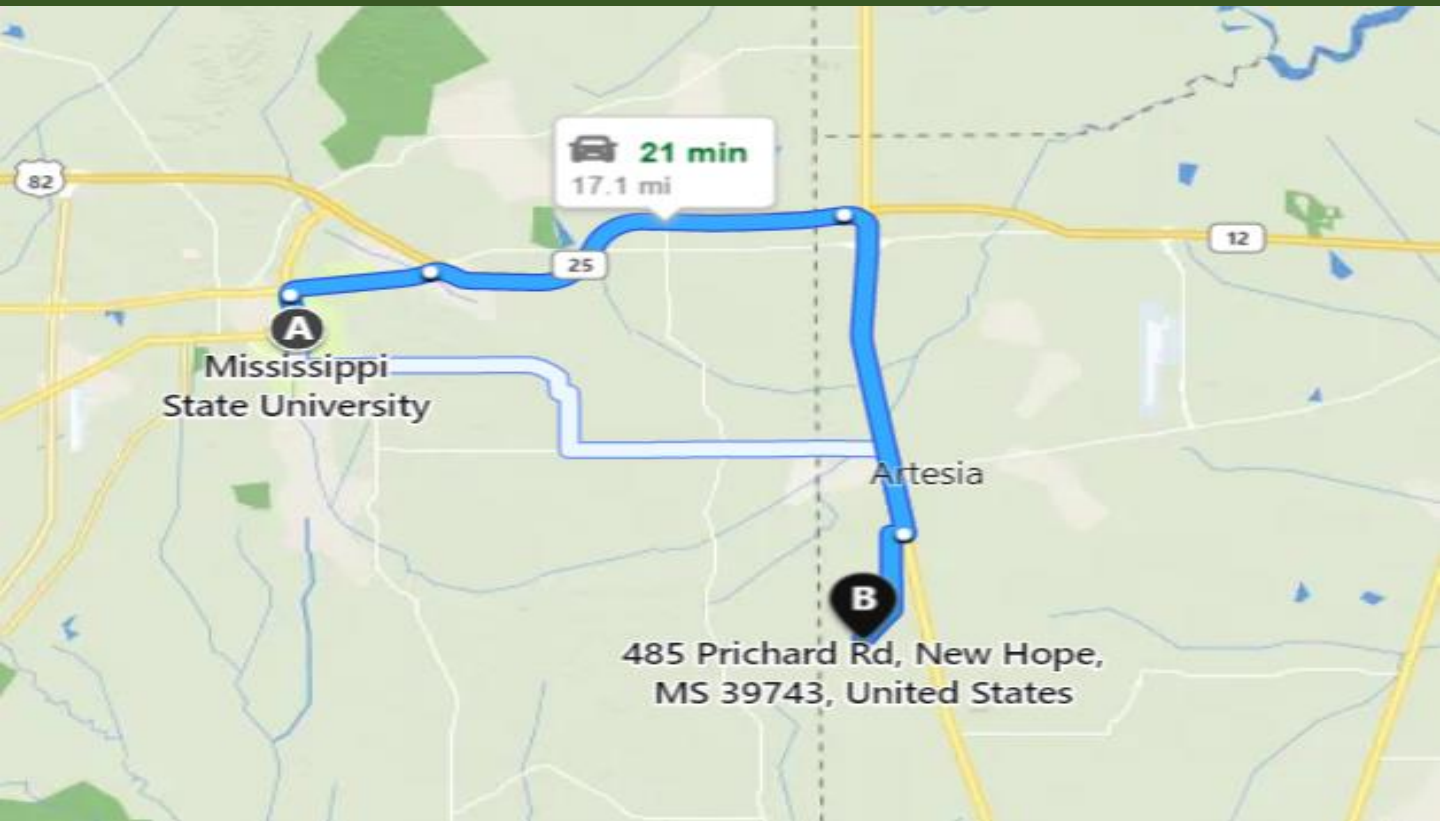 82
21 min
17.1 mi
12
25
A
Mississippi
State University
Artesia
B
485 Prichard Rd, New Hope,
MS 39743, United States